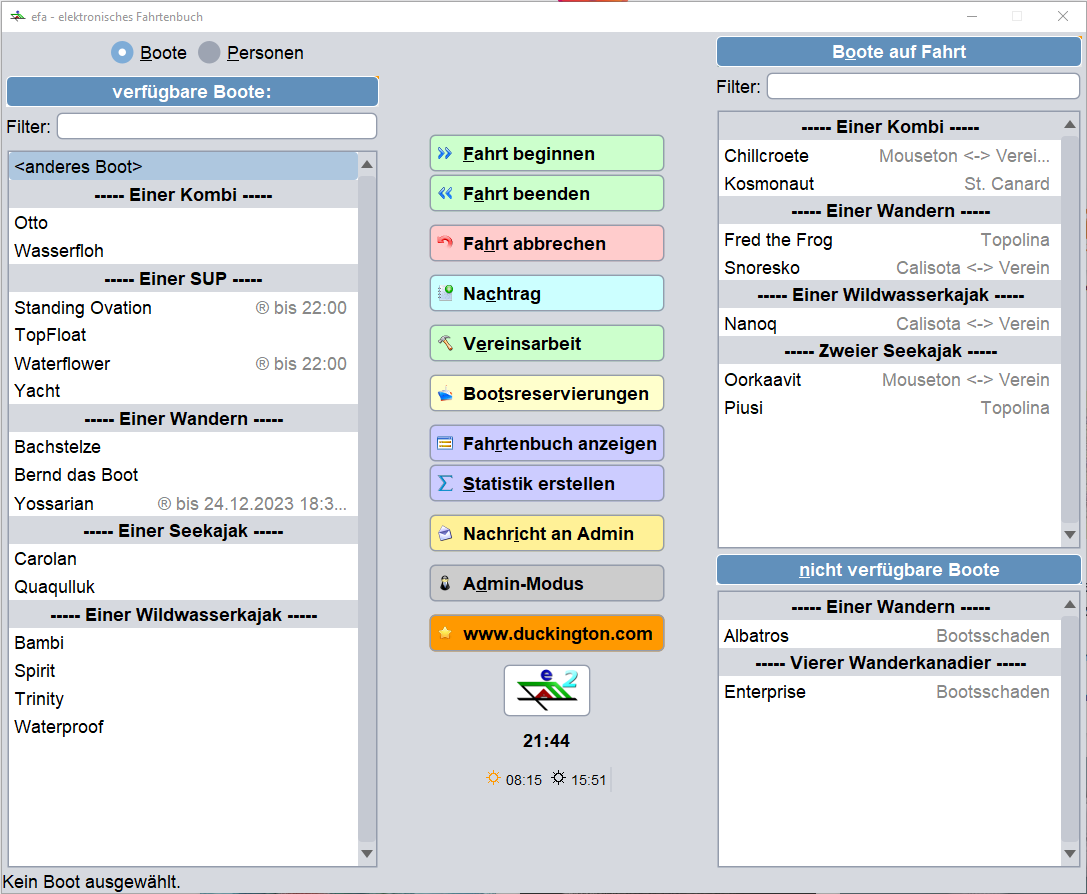 efa - elektronisches Fahrtenbuch
Boote Personen
verfügbare Boote:
Filter:
<anderes Boot>
----- Einer Kombi -----
Otto
Wasserfloh
----- Einer SUP -----
Standing Ovation ® bis 22:00
TopFloat
Waterflower ® bis 22:00
Yacht
----- Einer Wandern -----
Bachstelze
Bernd das Boot
Yossarian ® bis 24.12.2023 18:3...
----- Einer Seekajak -----
Carolan
Quaqulluk
----- Einer Wildwasserkajak -----
Bambi
Spirit
Trinity
Waterproof
Kein Boot ausgewählt.
Fahrt beginnen
Fahrt beenden
Fahrt abbrechen
Nachtrag
Vereinsarbeit
Bootsreservierungen
Fahrtenbuch anzeigen
Statistik erstellen
Nachricht an Admin
Admin-Modus
www.duckington.com
e 2
21:44
08:15 15:51
Boote auf Fahrt
Filter:
----- Einer Kombi -----
Chillcroete Mouseton <-> Verei...
Kosmonaut St. Canard
----- Einer Wandern -----
Fred the Frog Topolina
Snoresko Calisota <-> Verein
----- Einer Wildwasserkajak -----
Nanoq Calisota <-> Verein
----- Zweier Seekajak -----
Oorkaavit Mouseton <-> Verein
Piusi Topolina
nicht verfügbare Boote
----- Einer Wandern -----
Albatros Bootsschaden
----- Vierer Wanderkanadier -----
Enterprise Bootsschaden